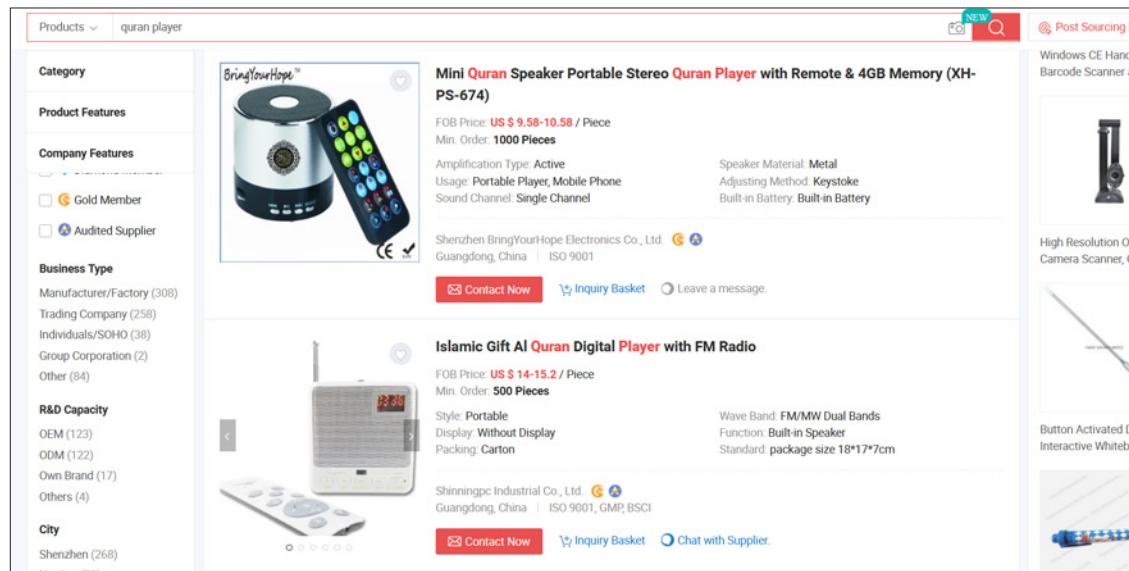 Products
quran player
NEW
Post Sourcing
Category
Product Features
Company Features
Gold Member
Audited Supplier
Business Type
Manufacturer/Factory (308)
Trading Company (258)
Individuals/SOHO (38)
Group Corporation (2)
Other (84)
R&D Capacity
OEM (123)
ODM (122)
Own Brand (17)
Others (4)
City
Shenzhen (268)
BringYourHope™
CE
Mini Quran Speaker Portable Stereo Quran Player with Remote & 4GB Memory (XH-
PS-674)
FOB Price: US $ 9.58-10.58 / Piece
Min. Order: 1000 Pieces
Amplification Type: Active
Speaker Material: Metal
Usage: Portable Player, Mobile Phone
Adjusting Method: Keystoke
Sound Channel: Single Channel
Built-in Battery: Built-in Battery
Shenzhen BringYourHope Electronics Co., Ltd.
Guangdong, China | ISO 9001
Contact Now
Inquiry Basket
Leave a message.
Islamic Gift Al Quran Digital Player with FM Radio
FOB Price: US $ 14-15.2 / Piece
Min. Order: 500 Pieces
Style: Portable
Wave Band: FM/MW Dual Bands
Display: Without Display
Function: Built-in Speaker
Packing: Carton
Standard: package size 18*17*7cm
Shinningpc Industrial Co., Ltd.
Guangdong, China | ISO 9001, GMP, BSCI
Contact Now
Inquiry Basket
Chat with Supplier.
Windows CE Hand
Barcode Scanner
High Resolution O
Camera Scanner,
Button Activated
Interactive Whiteb